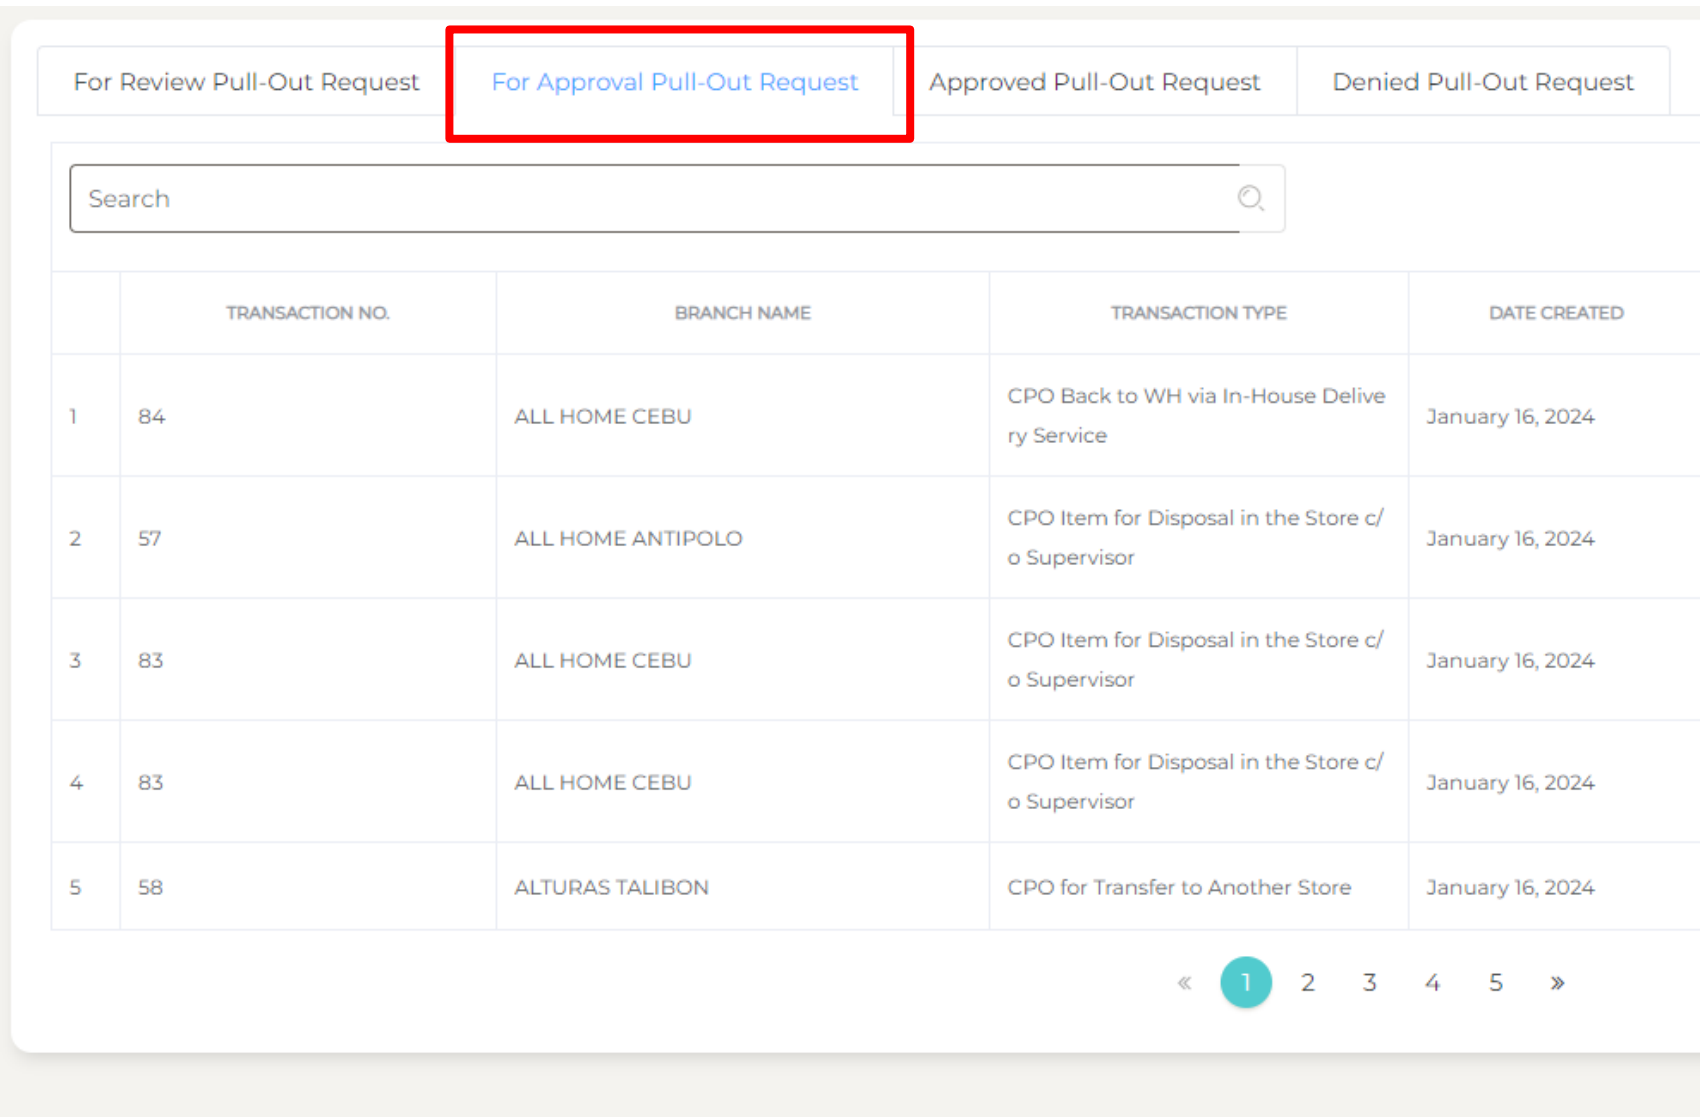 For Review Pull-Out Request For Approval Pull-Out Request Approved Pull-Out Request Denied Pull-Out Request
Search
TRANSACTION NO. BRANCH NAME TRANSACTION TYPE DATE CREATED
1 84 ALL HOME CEBU CPO Back to WH via In-House Delive
ry Service January 16, 2024
2 57 ALL HOME ANTIPOLO CPO Item for Disposal in the Store c/
o Supervisor January 16, 2024
3 83 ALL HOME CEBU CPO Item for Disposal in the Store c/
o Supervisor January 16, 2024
4 83 ALL HOME CEBU CPO Item for Disposal in the Store c/
o Supervisor January 16, 2024
5 58 ALTURAS TALIBON CPO for Transfer to Another Store January 16, 2024
« 1 2 3 4 5 »